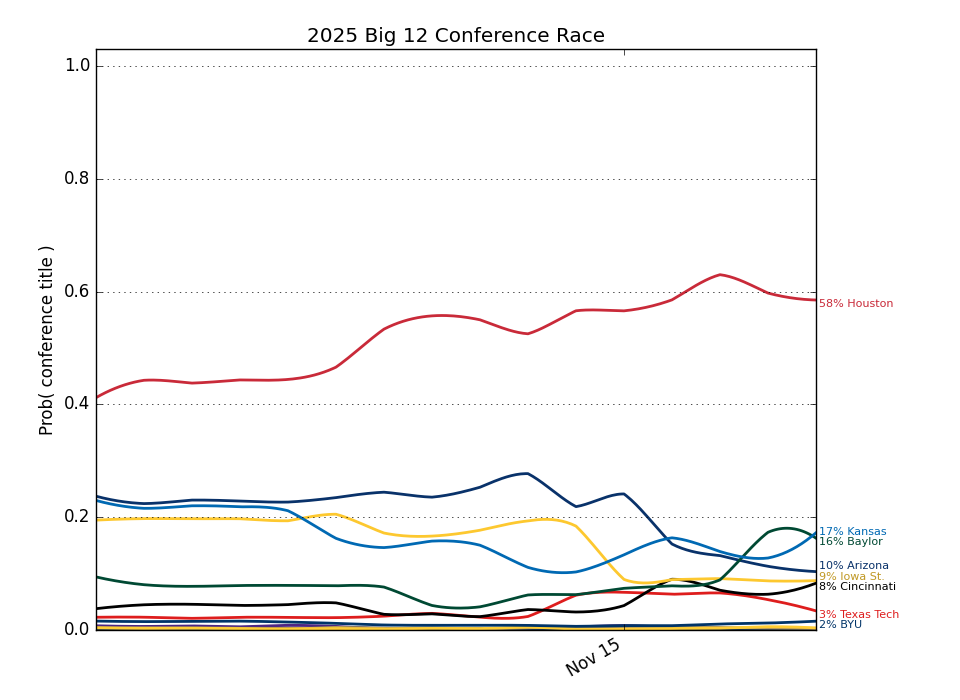 2025 Big 12 Conference Race
1.0
0.8
0.6
0.4
0.2
0.0
Prob( conference title )
58% Houston
17% Kansas
16% Baylor
10% Arizona
9% Iowa St.
8% Cincinnati
3% Texas Tech
2% BYU
Nov 15